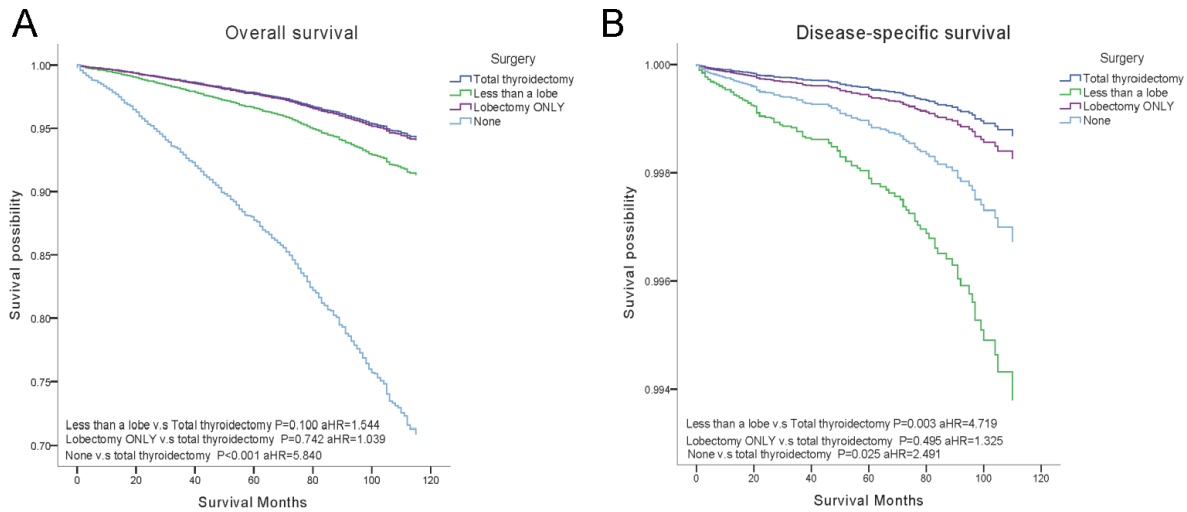 A
Overall survival
Surgery
Total thyroidectomy
Less than a lobe
Lobectomy ONLY
None
1.00
0.95
0.90
0.85
0.80
0.75
0.70
Suvival possibility
Less than a lobe v.s Total thyroidectomy P=0.100 aHR=1.544
Lobectomy ONLY v.s total thyroidectomy P=0.742 aHR=1.039
None v.s total thyroidectomy P<0.001 aHR=5.840
0 20 40 60 80 100 120
Survival Months
B
Disease-specific survival
Surgery
Total thyroidectomy
Less than a lobe
Lobectomy ONLY
None
1.000
0.998
0.996
0.994
Suvival possibility
Less than a lobe v.s Total thyroidectomy P=0.003 aHR=4.719
Lobectomy ONLY v.s total thyroidectomy P=0.495 aHR=1.325
None v.s total thyroidectomy P=0.025 aHR=2.491
0 20 40 60 80 100 120
Survival Months